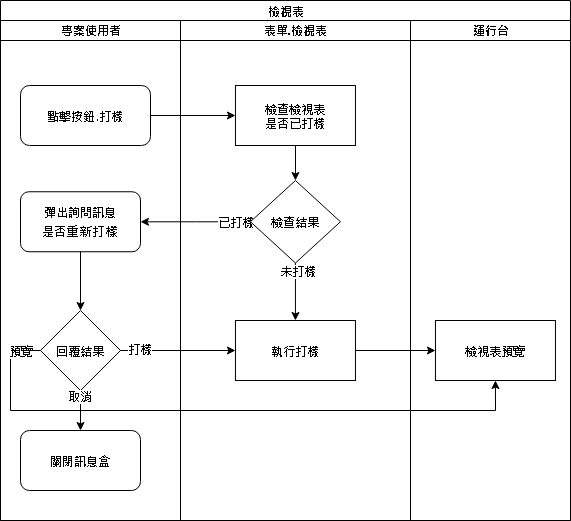 檢視表
專案使用者
表單.檢視表
運行台
點擊按鈕.打樣
檢查檢視表
是否已打樣
彈出詢問訊息
是否重新打樣
已打樣
檢查結果
未打樣
預覽
回覆結果
打樣
執行打樣
檢視表預覽
取消
關閉訊息盒